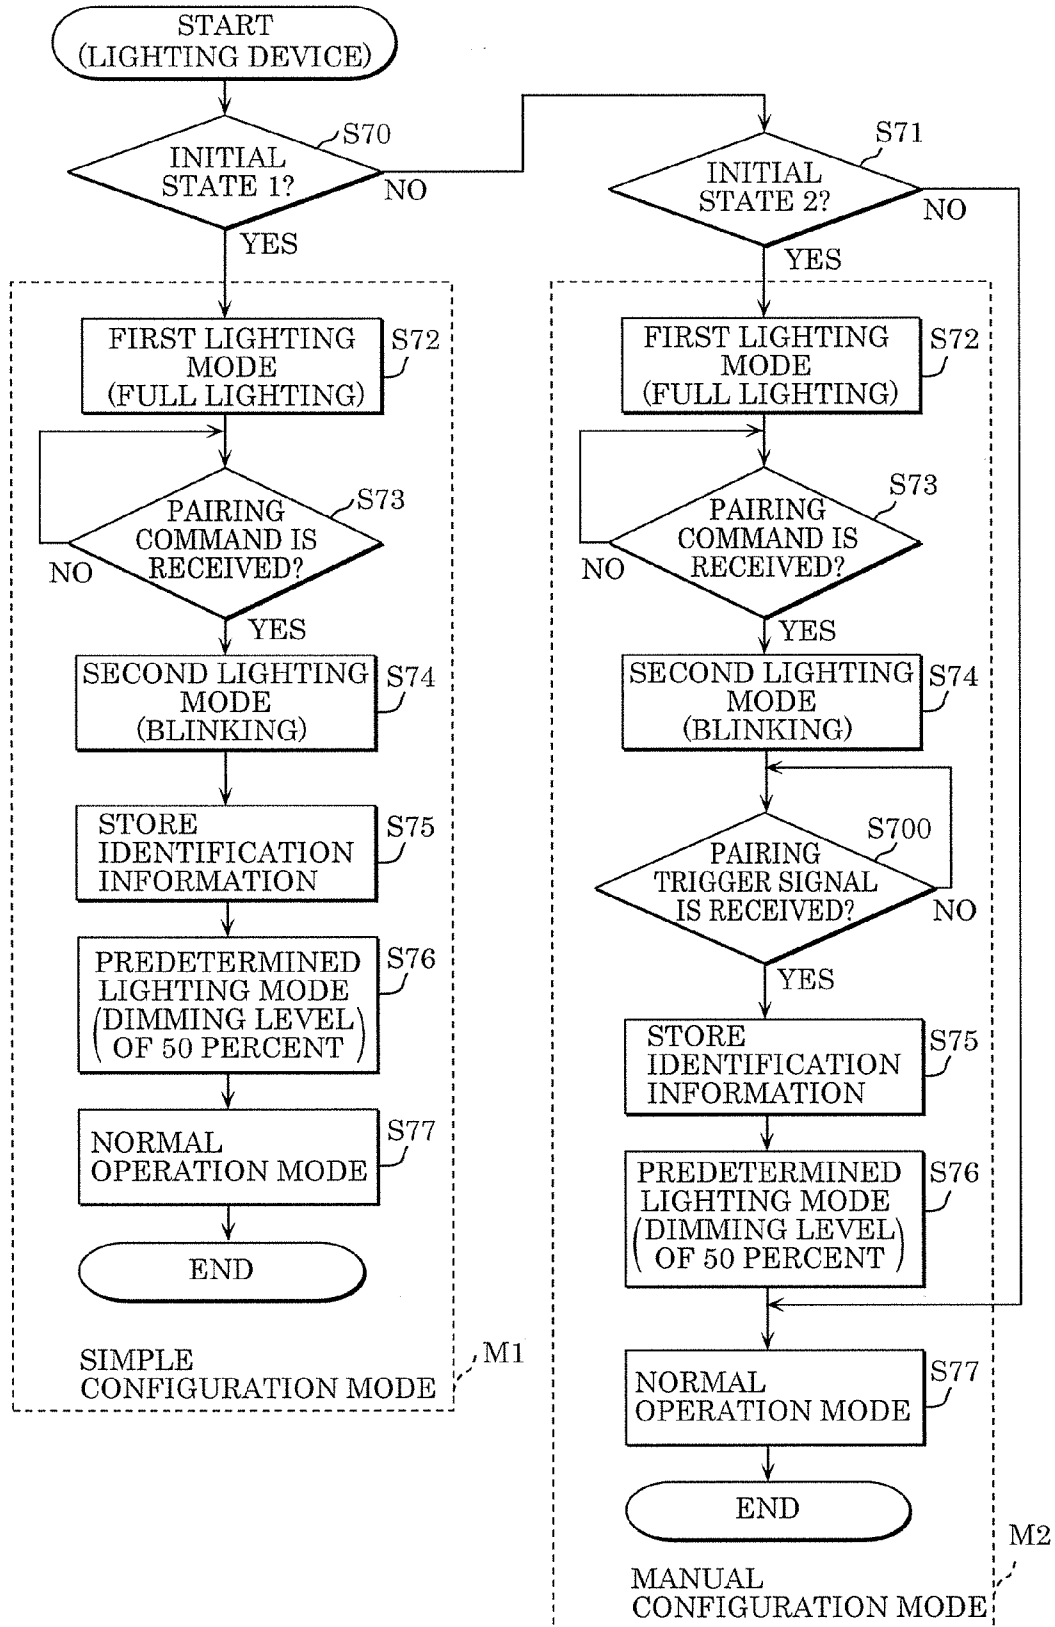 START
(LIGHTING DEVICE)
S70
INITIAL
STATE 1?
NO
YES
FIRST LIGHTING
MODE
(FULL LIGHTING)
S72
S73
PAIRING
COMMAND IS
RECEIVED?
NO
YES
SECOND LIGHTING
MODE
(BLINKING)
S74
STORE
IDENTIFICATION
INFORMATION
S75
PREDETERMINED
LIGHTING MODE
(DIMMING LEVEL
OF 50 PERCENT)
S76
NORMAL
OPERATION MODE
S77
END
SIMPLE
CONFIGURATION MODE
M1
S71
INITIAL
STATE 2?
NO
YES
FIRST LIGHTING
MODE
(FULL LIGHTING)
S72
S73
PAIRING
COMMAND IS
RECEIVED?
NO
YES
SECOND LIGHTING
MODE
(BLINKING)
S74
S700
PAIRING
TRIGGER SIGNAL
IS RECEIVED?
NO
YES
STORE
IDENTIFICATION
INFORMATION
S75
PREDETERMINED
LIGHTING MODE
(DIMMING LEVEL
OF 50 PERCENT)
S76
NORMAL
OPERATION MODE
S77
END
M2
MANUAL
CONFIGURATION MODE